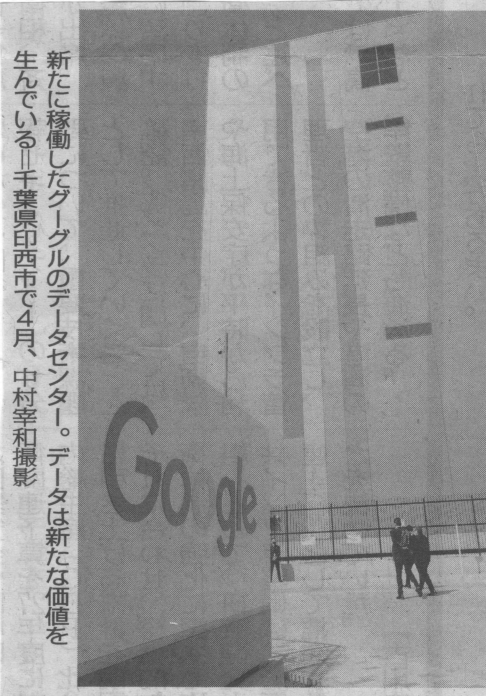 新たに稼働したグーグルのデータセンター。データは新たな価値を
生んでいる=千葉県印西市で4月、中村宰和撮影
Google